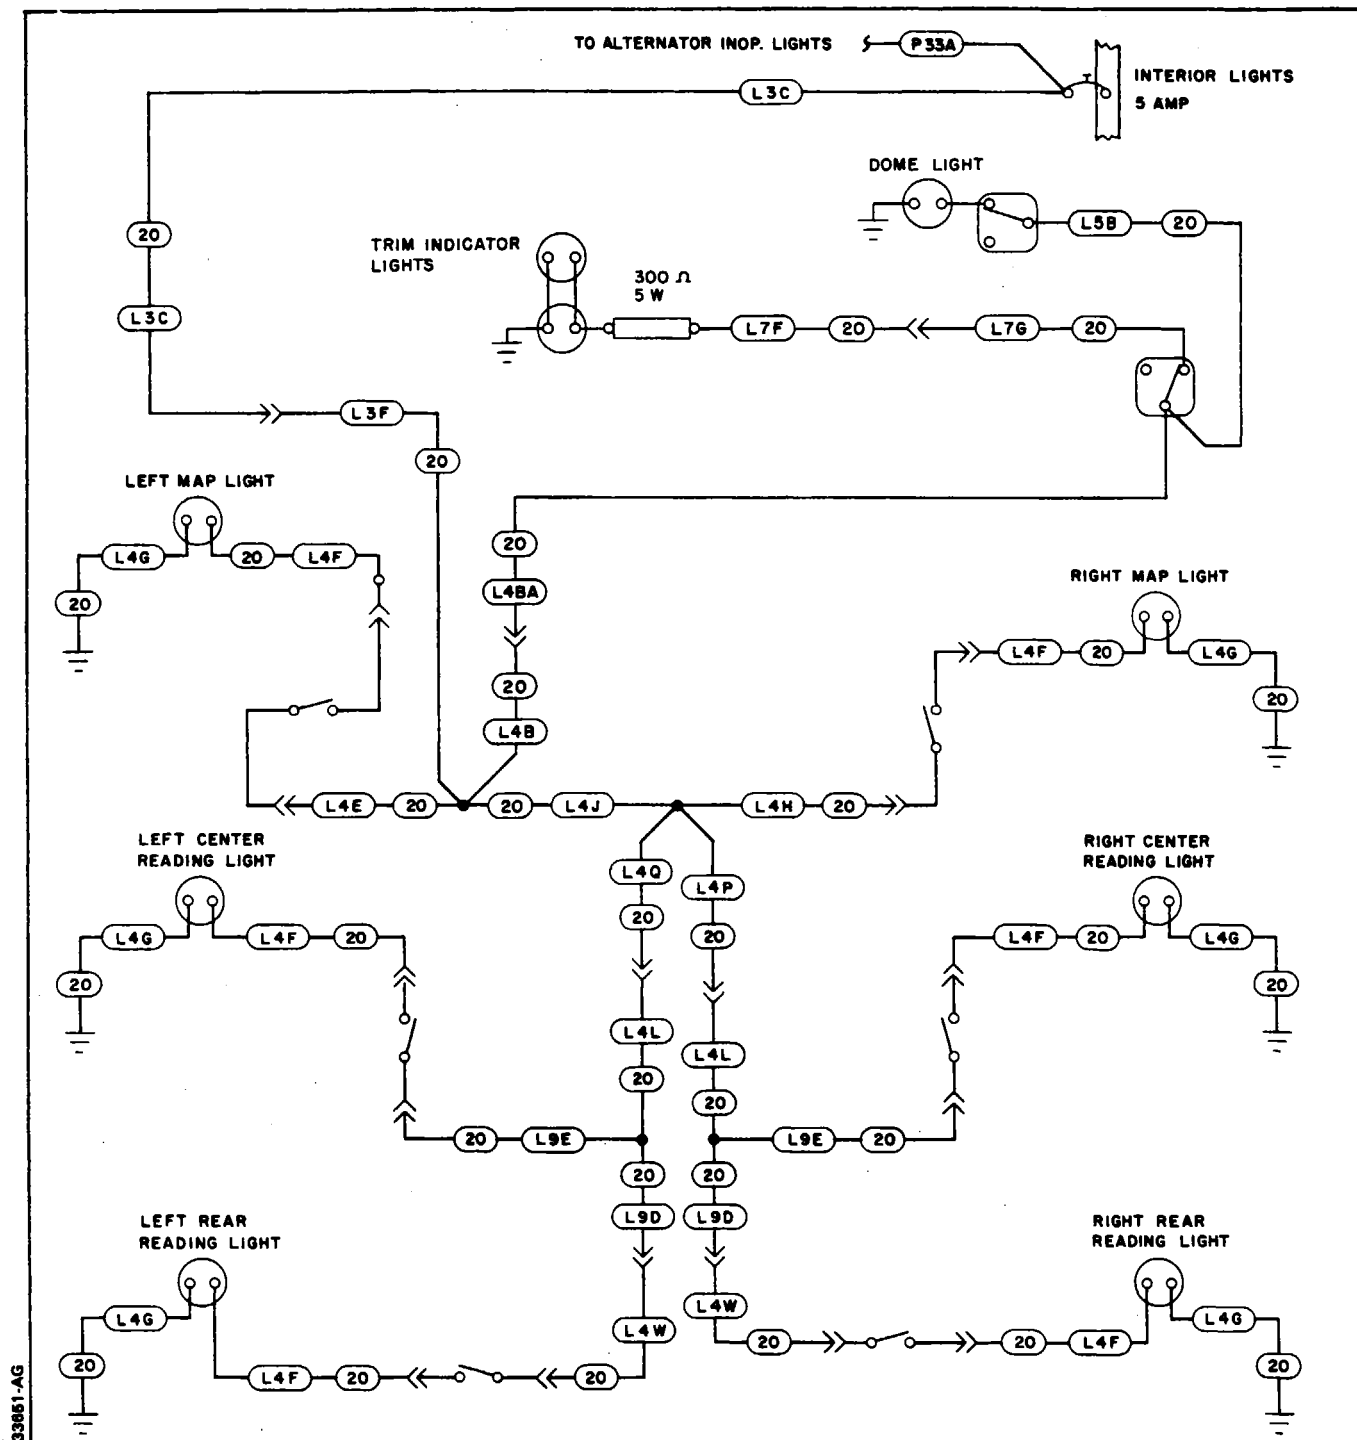 TO ALTERNATOR INOP. LIGHTS
P33A
INTERIOR LIGHTS
5 AMP
L3C
DOME LIGHT
L5B
20
20
TRIM INDICATOR
LIGHTS
300 Ω
5 W
L3C
L7F
20
L7G
20
L3F
20
LEFT MAP LIGHT
20
L4G
20
L4F
L4BA
RIGHT MAP LIGHT
20
L4F
20
L4G
20
20
L4B
L4E
20
20
L4J
L4H
20
LEFT CENTER
READING LIGHT
RIGHT CENTER
READING LIGHT
L4Q
L4P
20
L4G
L4F
20
20
L4F
20
L4G
20
20
L4L
L4L
20
20
20
L9E
L9E
20
20
20
L9D
L9D
LEFT REAR
READING LIGHT
RIGHT REAR
READING LIGHT
L4G
L4W
L4W
L4G
20
20
L4F
20
L4F
20
20
20
33651-AG